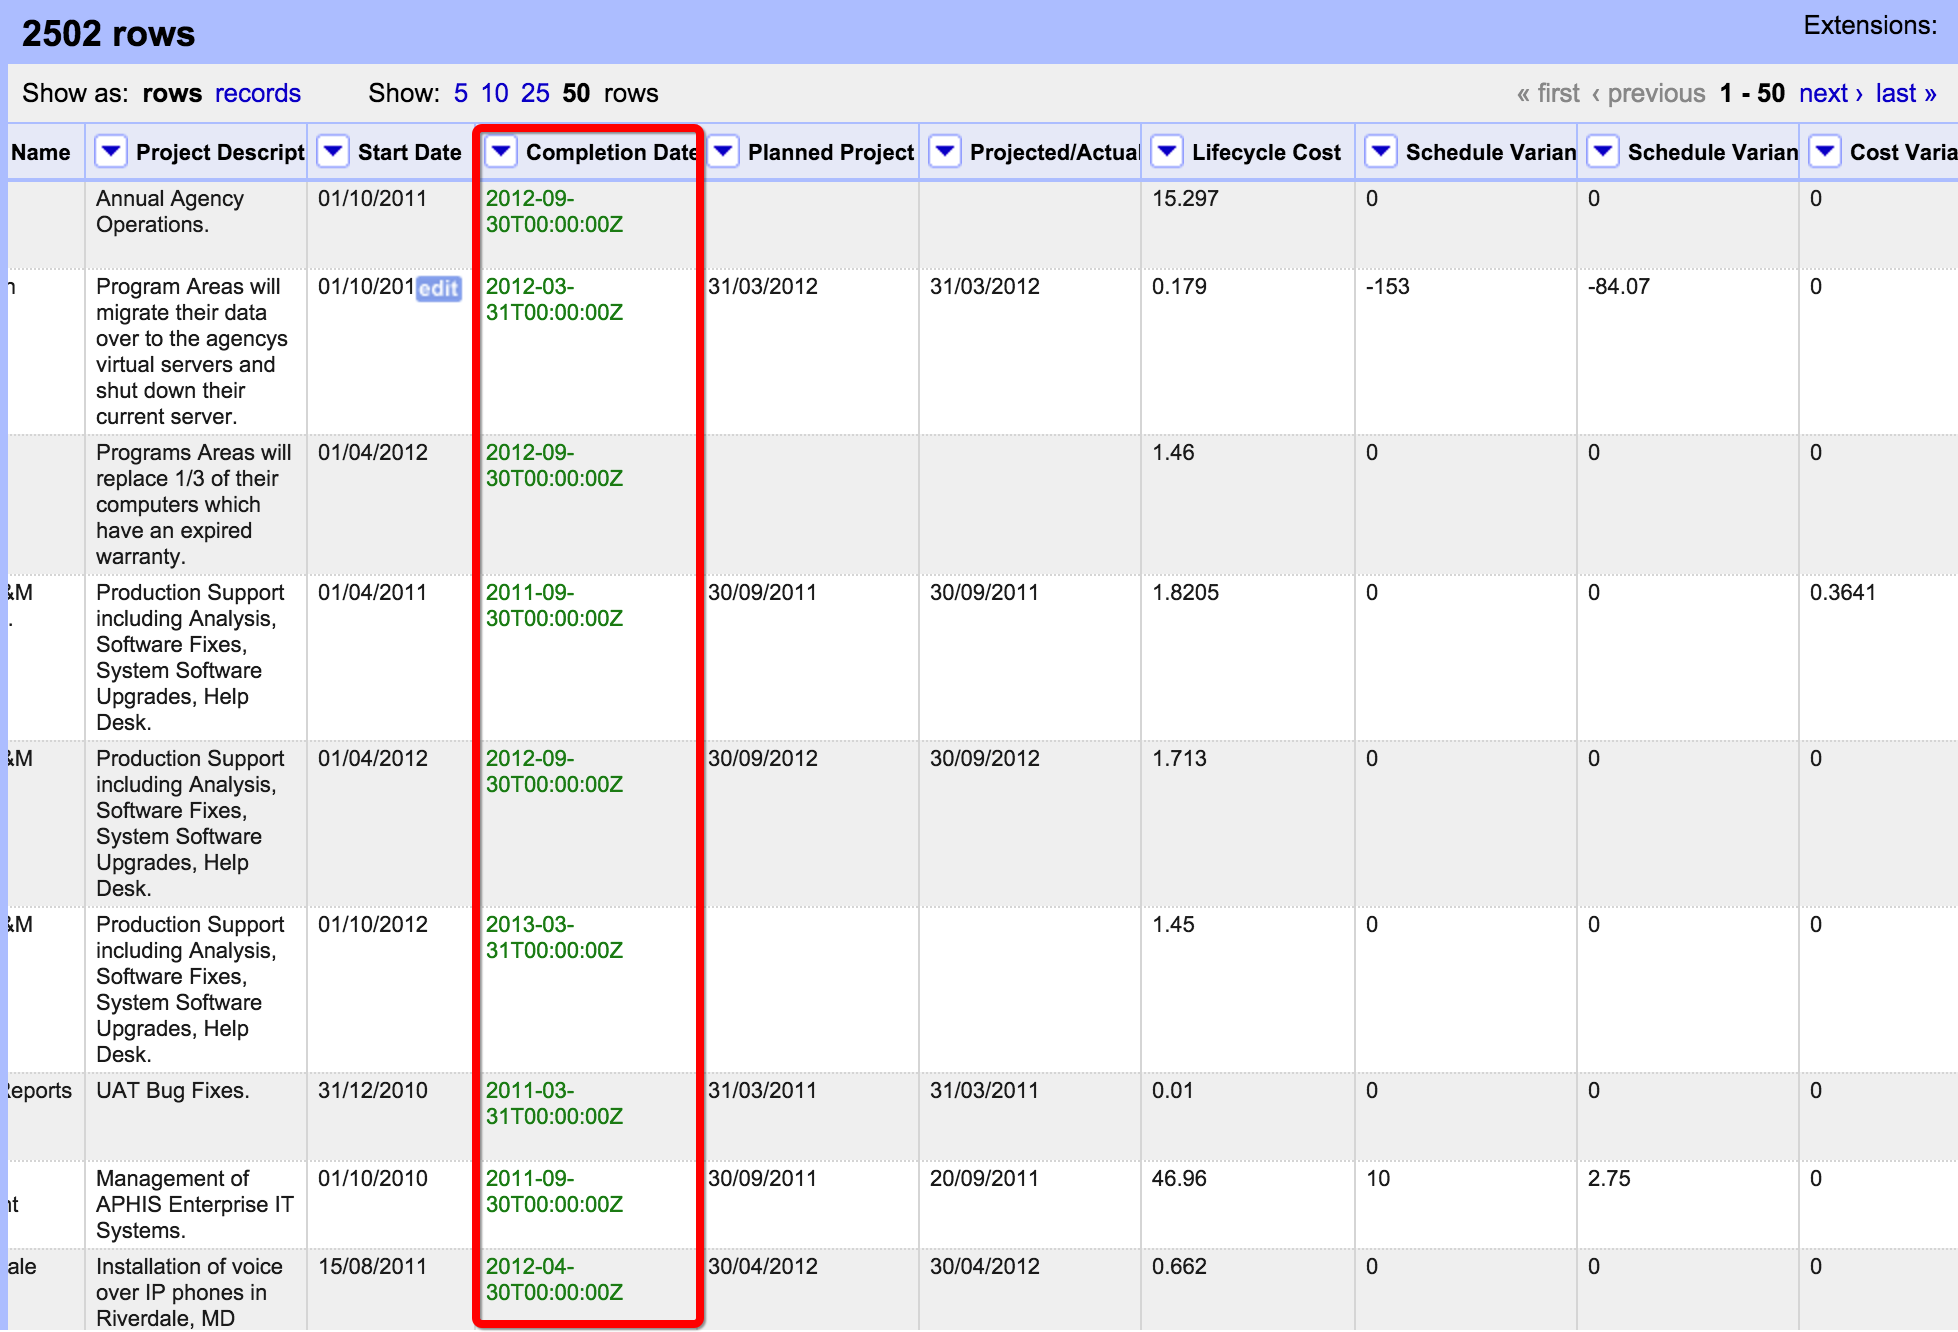 2502 rows
Extensions:
Show as: rows records Show: 5 10 25 50 rows « first ‹ previous 1 - 50 next › last »
Name Project Descript Start Date Completion Date Planned Project Projected/Actual Lifecycle Cost Schedule Varian Schedule Varian Cost Varia
Annual Agency 01/10/2011 2012-09- 15.297 0 0 0
Operations. 30T00:00:00Z
Program Areas will 01/10/201 edit 2012-03- 31/03/2012 31/03/2012 0.179 -153 -84.07 0
migrate their data 31T00:00:00Z
over to the agencys
virtual servers and
shut down their
current server.
Programs Areas will 01/04/2012 2012-09- 1.46 0 0 0
replace 1/3 of their 30T00:00:00Z
computers which
have an expired
warranty.
&M Production Support 01/04/2011 2011-09- 30/09/2011 30/09/2011 1.8205 0 0 0.3641
. including Analysis, 30T00:00:00Z
Software Fixes,
System Software
Upgrades, Help
Desk.
&M Production Support 01/04/2012 2012-09- 30/09/2012 30/09/2012 1.713 0 0 0
including Analysis, 30T00:00:00Z
Software Fixes,
System Software
Upgrades, Help
Desk.
&M Production Support 01/10/2012 2013-03- 1.45 0 0 0
including Analysis, 31T00:00:00Z
Software Fixes,
System Software
Upgrades, Help
Desk.
Reports UAT Bug Fixes. 31/12/2010 2011-03- 31/03/2011 31/03/2011 0.01 0 0 0
31T00:00:00Z
Management of 01/10/2010 2011-09- 30/09/2011 20/09/2011 46.96 10 2.75 0
nt APHIS Enterprise IT 30T00:00:00Z
Systems.
ale Installation of voice 15/08/2011 2012-04- 30/04/2012 30/04/2012 0.662 0 0 0
over IP phones in 30T00:00:00Z
Riverdale, MD